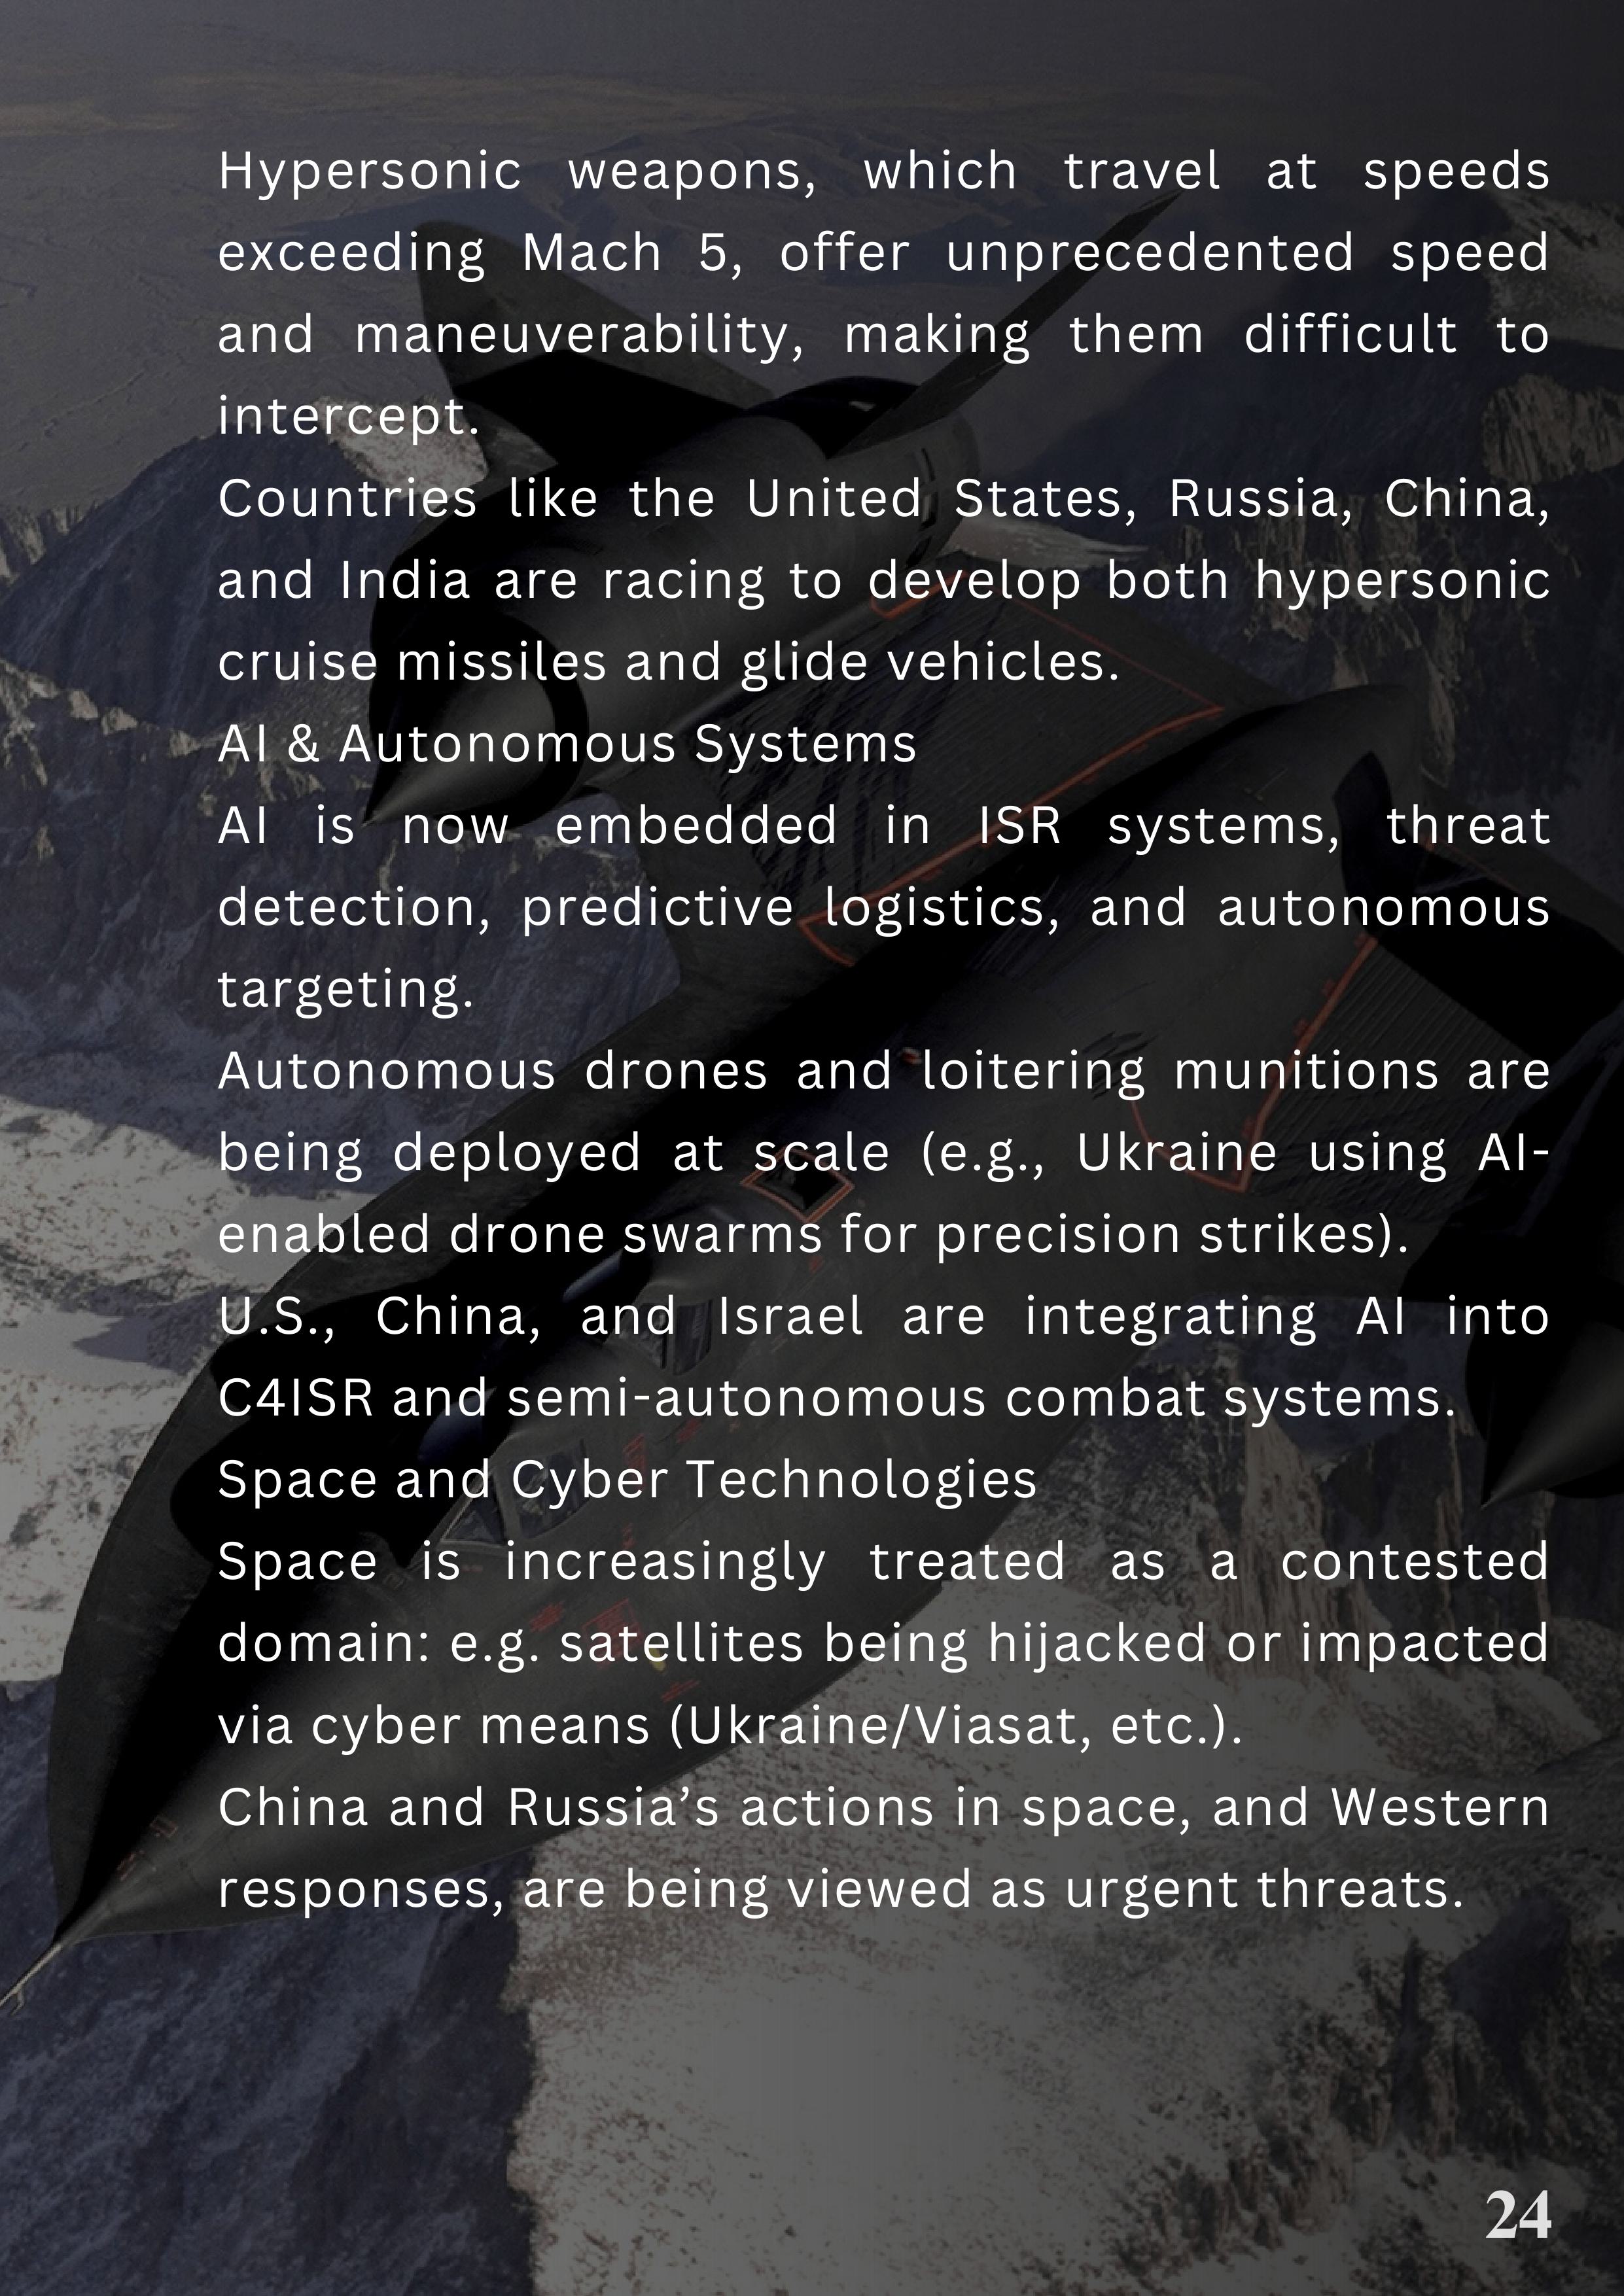 Hypersonic weapons, which travel at speeds
exceeding Mach 5, offer unprecedented speed
and maneuverability, making them difficult to
intercept.
Countries like the United States, Russia, China,
and India are racing to develop both hypersonic
cruise missiles and glide vehicles.
AI & Autonomous Systems
AI is now embedded in ISR systems, threat
detection, predictive logistics, and autonomous
targeting.
Autonomous drones and loitering munitions are
being deployed at scale (e.g., Ukraine using AI-
enabled drone swarms for precision strikes).
U.S., China, and Israel are integrating AI into
C4ISR and semi-autonomous combat systems.
Space and Cyber Technologies
Space is increasingly treated as a contested
domain: e.g. satellites being hijacked or impacted
via cyber means (Ukraine/Viasat, etc.).
China and Russia’s actions in space, and Western
responses, are being viewed as urgent threats.
24